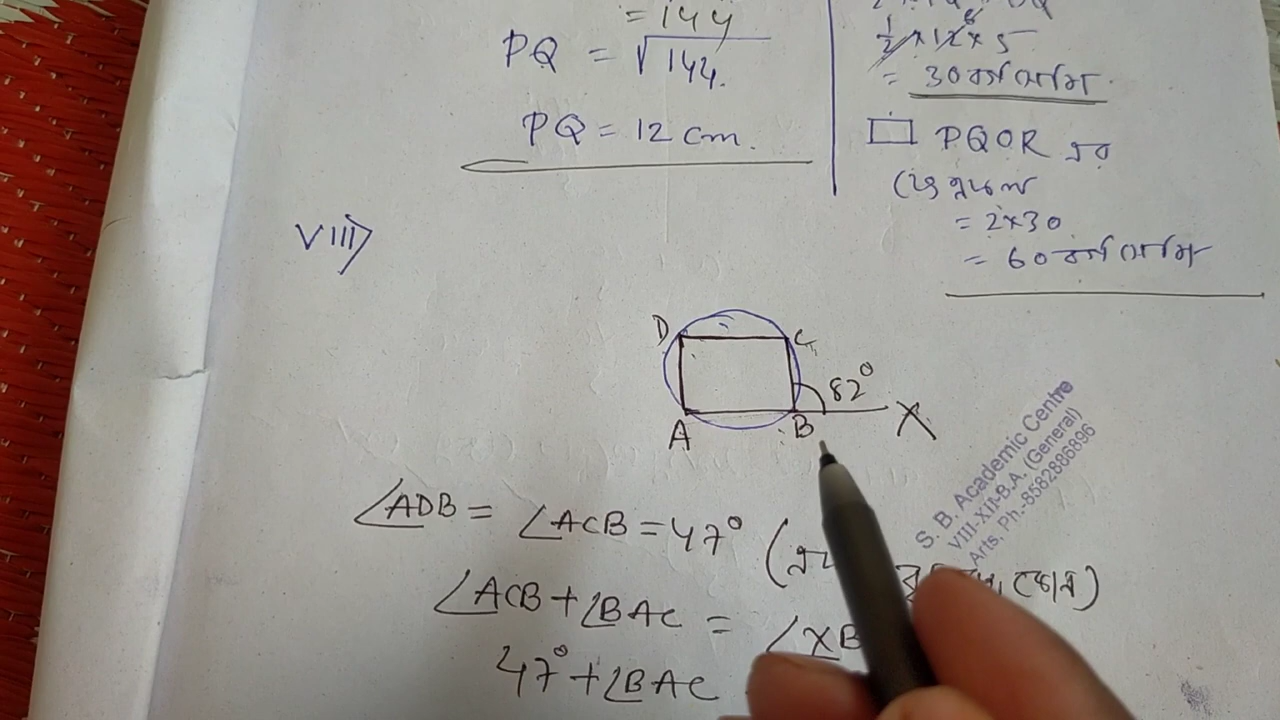 = 144
PQ = √144.
PQ = 12 cm.
½ × 12 × 5
6
= 30 বর্গসেমি.
□ PQOR এর
ক্ষেত্রফল
= 2×30
= 60 বর্গসেমি
VIII>
D C
82°
A B X
S. B. Academic Centre
VIII-XII-B.A. (General)
Arts, Ph.-8582886896
∠ADB = ∠ACB = 47° (
∠ACB + ∠BAC = ∠XB
47° + ∠BAC